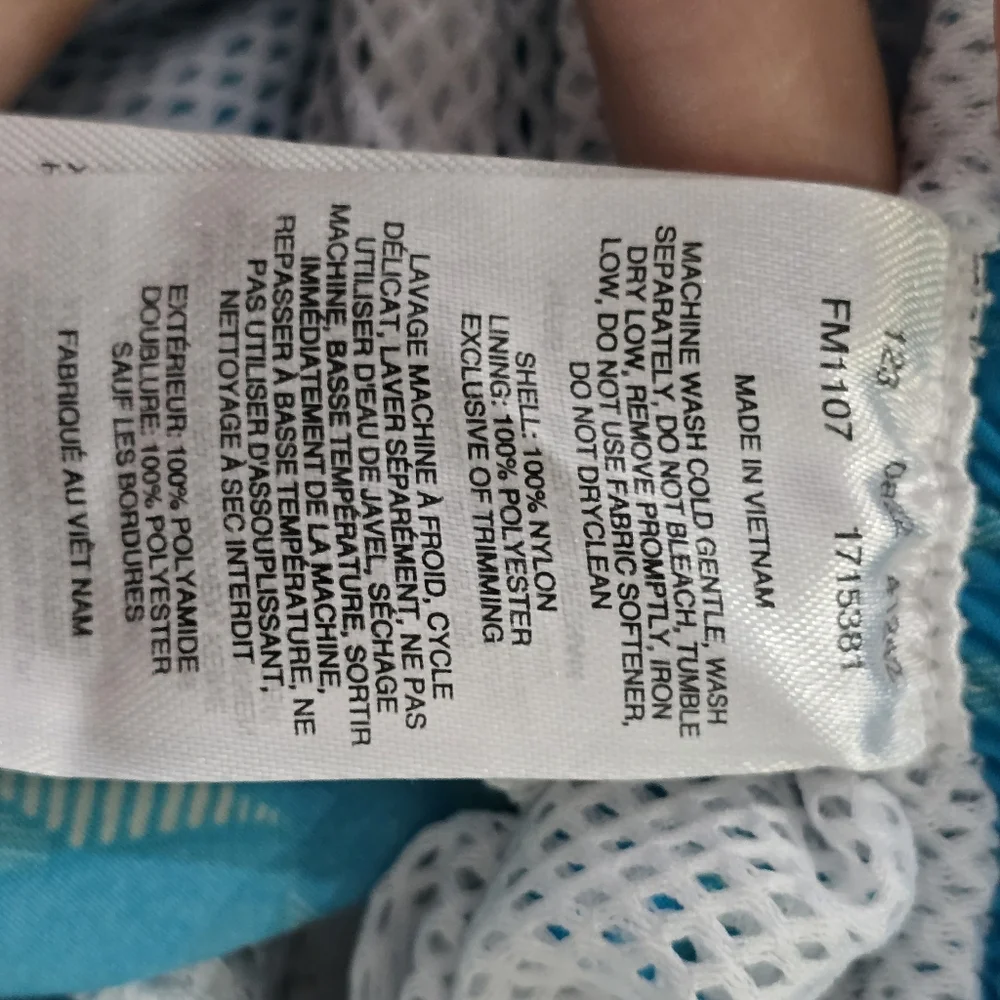 FM1107 1715381
MADE IN VIETNAM
MACHINE WASH COLD GENTLE, WASH
SEPARATELY, DO NOT BLEACH, TUMBLE
DRY LOW, REMOVE PROMPTLY, IRON
LOW, DO NOT USE FABRIC SOFTENER,
DO NOT DRYCLEAN
SHELL: 100% NYLON
LINING: 100% POLYESTER
EXCLUSIVE OF TRIMMING
LAVAGE MACHINE À FROID, CYCLE
DÉLICAT, LAVER SÉPARÉMENT, NE PAS
UTILISER D'EAU DE JAVEL, SÉCHAGE
MACHINE, BASSE TEMPÉRATURE, SORTIR
IMMÉDIATEMENT DE LA MACHINE,
REPASSER À BASSE TEMPÉRATURE, NE
PAS UTILISER D'ASSOUPLISSANT,
NETTOYAGE À SEC INTERDIT
EXTÉRIEUR: 100% POLYAMIDE
DOUBLURE: 100% POLYESTER
SAUF LES BORDURES
FABRIQUÉ AU VIÊT NAM